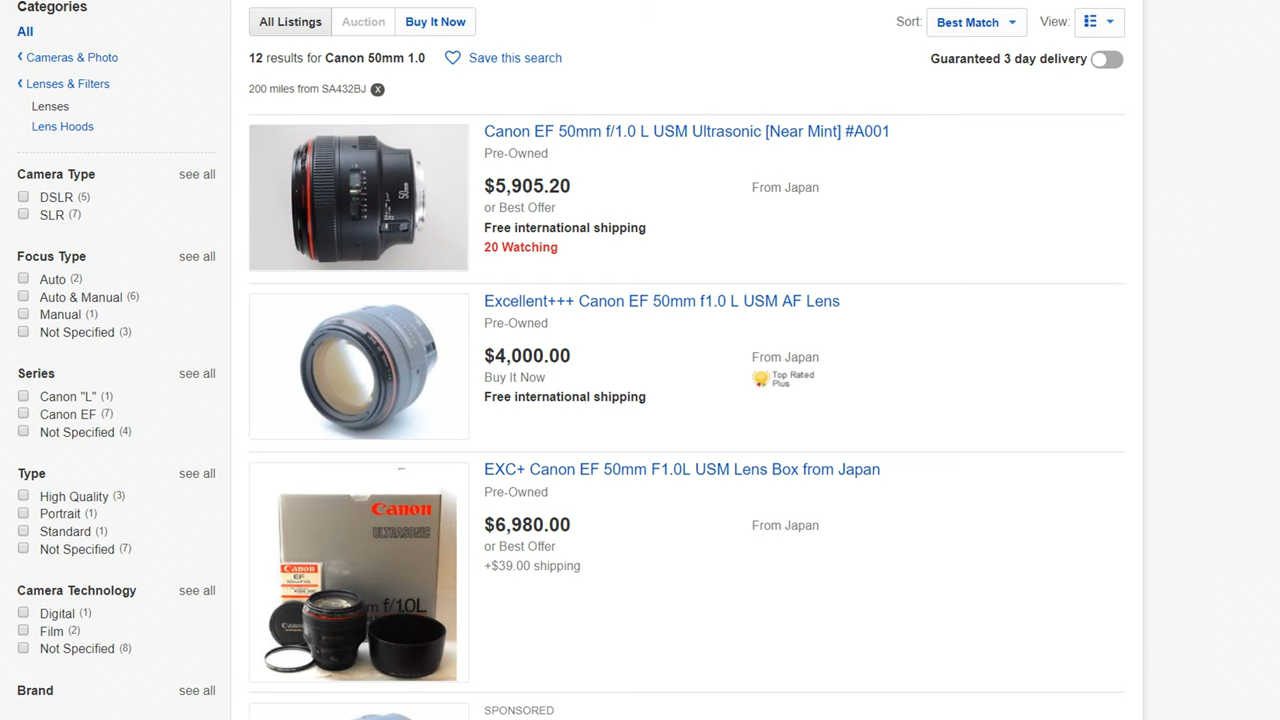 Categories
All
Cameras & Photo
Lenses & Filters
Lenses
Lens Hoods
Camera Type see all
DSLR (5)
SLR (7)
Focus Type see all
Auto (2)
Auto & Manual (6)
Manual (1)
Not Specified (3)
Series see all
Canon "L" (1)
Canon EF (7)
Not Specified (4)
Type see all
High Quality (3)
Portrait (1)
Standard (1)
Not Specified (7)
Camera Technology see all
Digital (1)
Film (2)
Not Specified (8)
Brand see all
All Listings Auction Buy It Now
Sort: Best Match View:
12 results for Canon 50mm 1.0 Save this search
Guaranteed 3 day delivery
200 miles from SA432BJ X
50mm
Canon EF 50mm f/1.0 L USM Ultrasonic [Near Mint] #A001
Pre-Owned
$5,905.20 From Japan
or Best Offer
Free international shipping
20 Watching
Excellent+++ Canon EF 50mm f1.0 L USM AF Lens
Pre-Owned
$4,000.00 From Japan
Buy It Now Top Rated
Plus
Free international shipping
Canon
ULTRASONIC
Canon
EF
m f/1.0L
Canon
EXC+ Canon EF 50mm F1.0L USM Lens Box from Japan
Pre-Owned
$6,980.00 From Japan
or Best Offer
+$39.00 shipping
SPONSORED